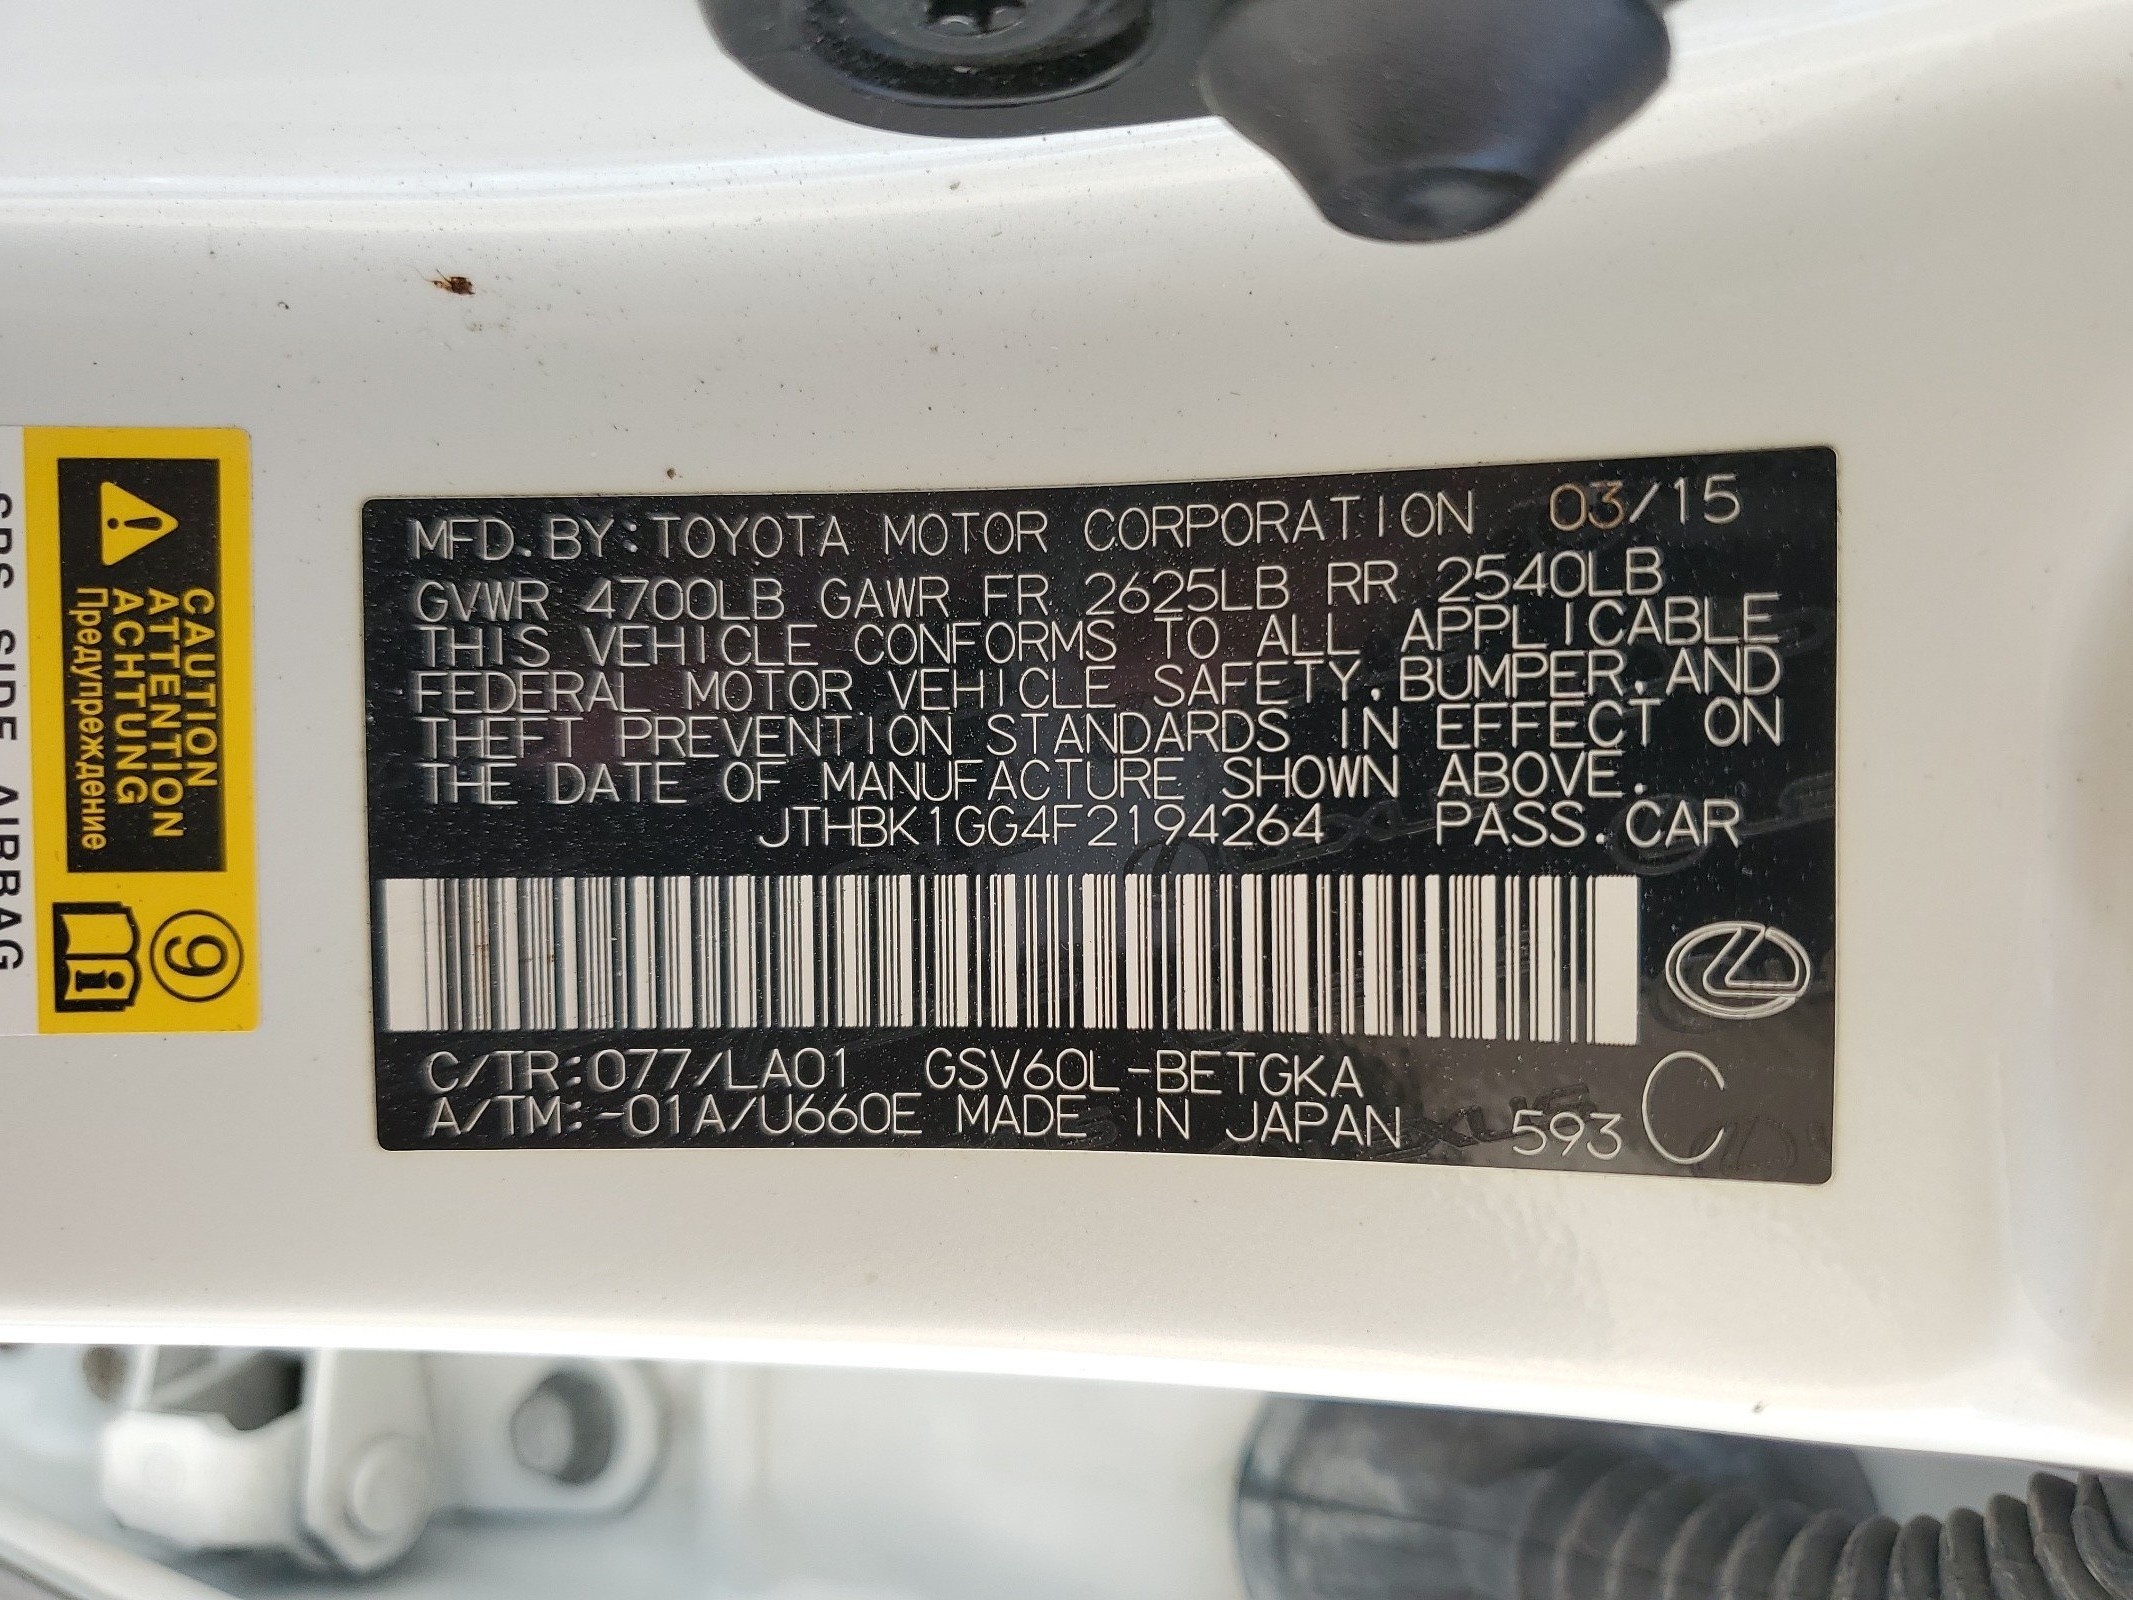 MFD. BY: TOYOTA MOTOR CORPORATION 03/15
GVWR 4700LB GAWR FR 2625LB RR 2540LB
THIS VEHICLE CONFORMS TO ALL APPLICABLE
FEDERAL MOTOR VEHICLE SAFETY, BUMPER, AND
THEFT PREVENTION STANDARDS IN EFFECT ON
THE DATE OF MANUFACTURE SHOWN ABOVE.
JTHBK1GG4F2194264 PASS. CAR
C/TR: 077/LA01 GSV60L-BETGKA
A/TM: -01A/U660E MADE IN JAPAN 593 C
CAUTION
ATTENTION
ACHTUNG
Предупреждение
9
SRS SIDE AIRBAG